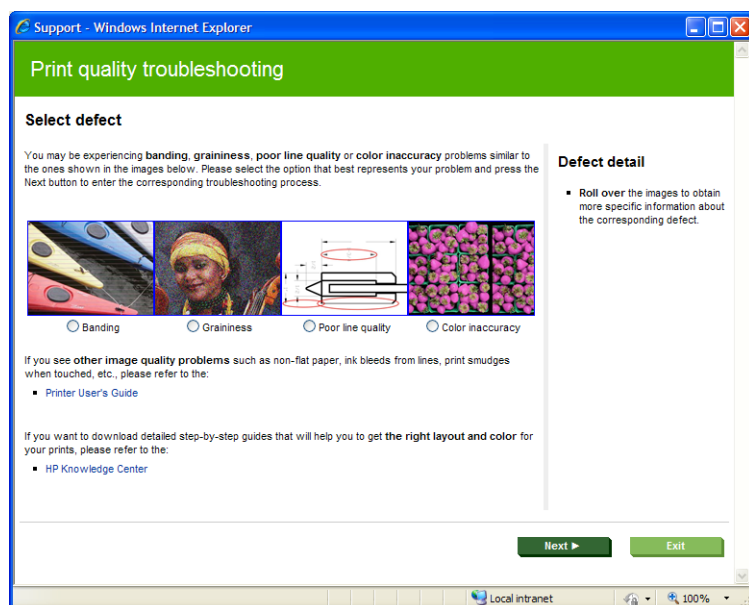 Support - Windows Internet Explorer
Print quality troubleshooting
Select defect
You may be experiencing banding, graininess, poor line quality or color inaccuracy problems similar to
the ones shown in the images below. Please select the option that best represents your problem and press the
Next button to enter the corresponding troubleshooting process.
Banding
Graininess
Poor line quality
Color inaccuracy
If you see other image quality problems such as non-flat paper, ink bleeds from lines, print smudges
when touched, etc., please refer to the:
Printer User's Guide
If you want to download detailed step-by-step guides that will help you to get the right layout and color for
your prints, please refer to the:
HP Knowledge Center
Defect detail
Roll over the images to obtain
more specific information about
the corresponding defect.
Next
Exit
Local intranet
100%